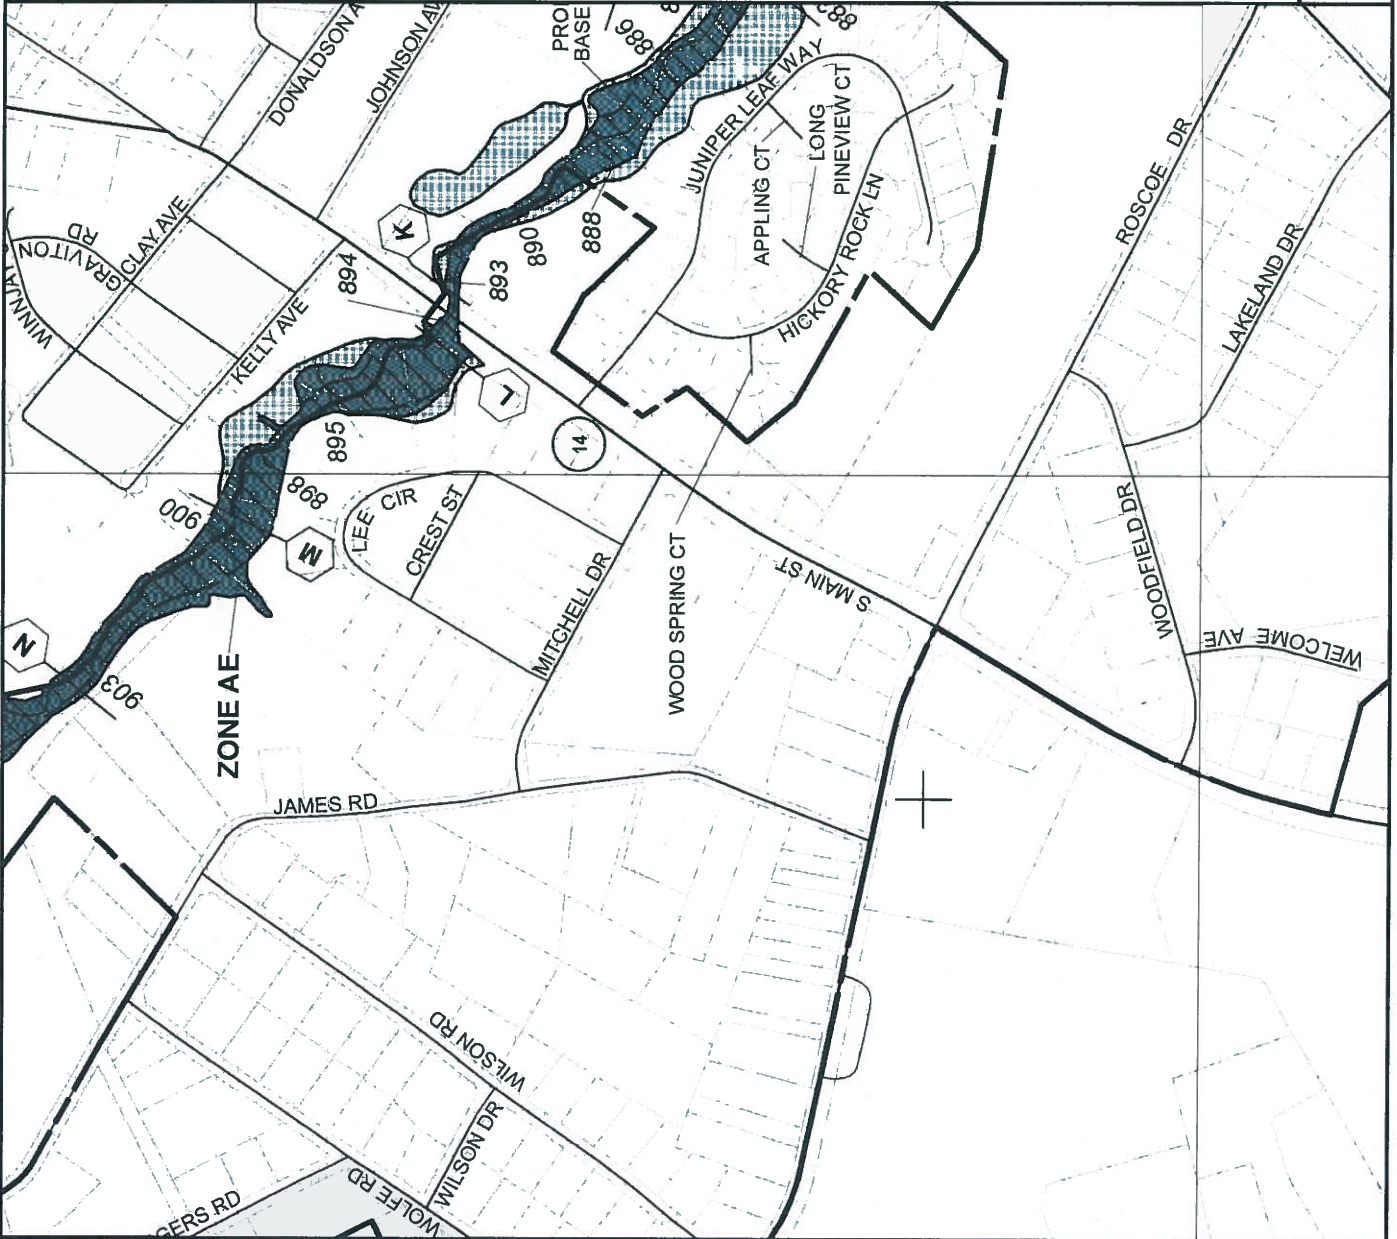 DONALDSON A
JOHNSON AV
PRO
BASE
886
8
882
JUNIPER LEAF WAY
LONG
PINEVIEW CT
APPLING CT
HICKORY ROCK LN
ROSCOE DR
LAKELAND DR
WINNJAY
GRAVITON
RD
CLAY AVE
K
894
893
890
888
KELLY AVE
L
14
895
898
900
M
LEE CIR
CREST ST
MITCHELL DR
WOOD SPRING CT
S MAIN ST
WOODFIELD DR
WELCOME AVE
N
903
ZONE AE
JAMES RD
WILSON RD
WILSON DR
WOLFE RD
GERS RD